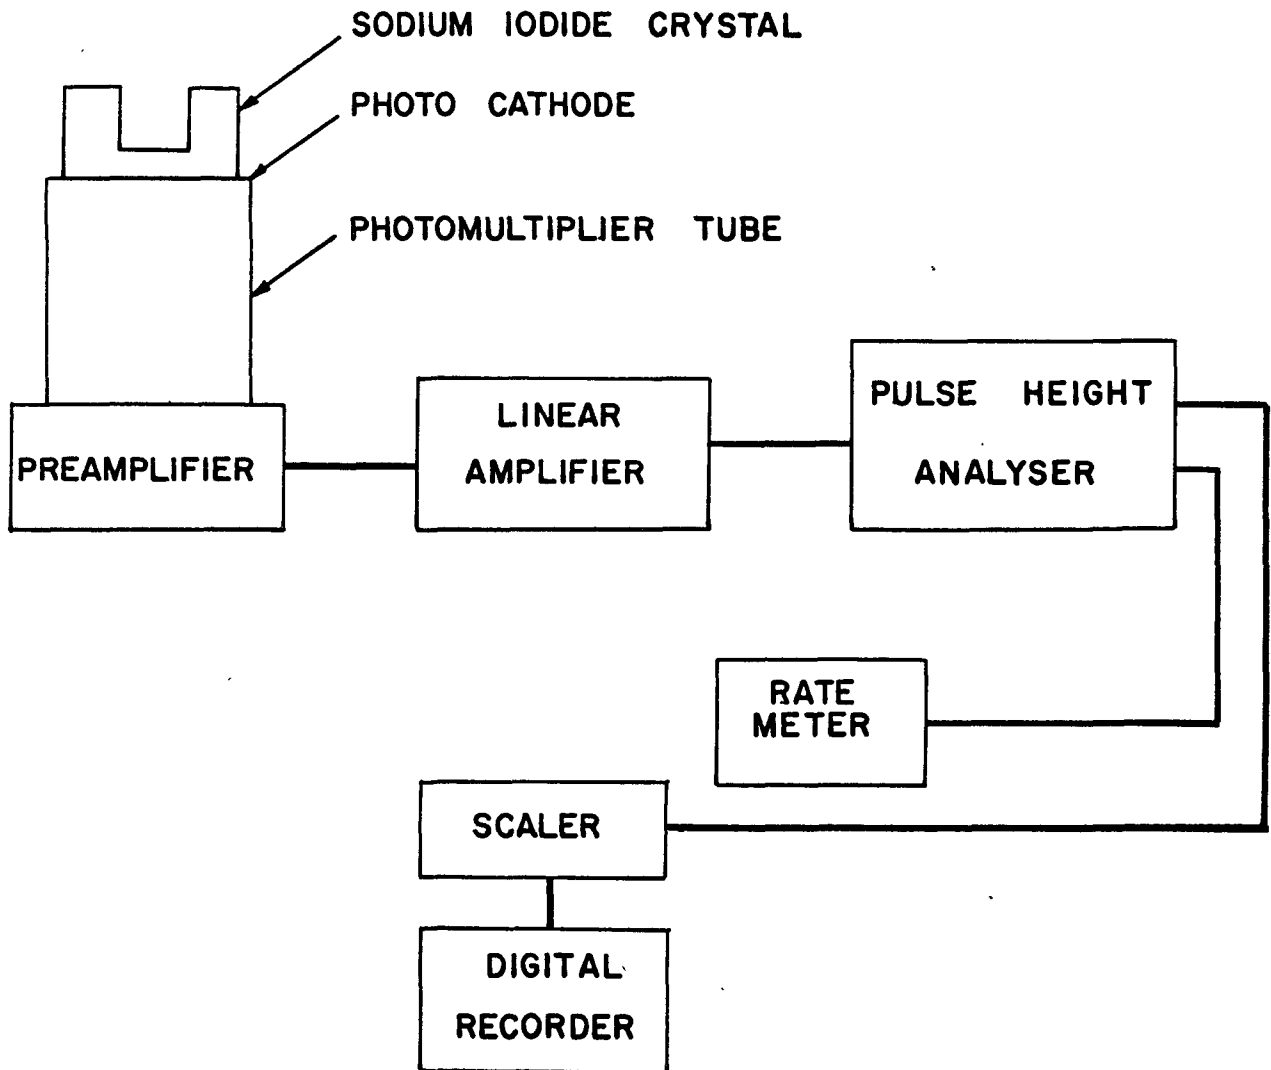 SODIUM IODIDE CRYSTAL
PHOTO CATHODE
PHOTOMULTIPLIER TUBE
PREAMPLIFIER
LINEAR
AMPLIFIER
PULSE HEIGHT
ANALYSER
RATE
METER
SCALER
DIGITAL
RECORDER